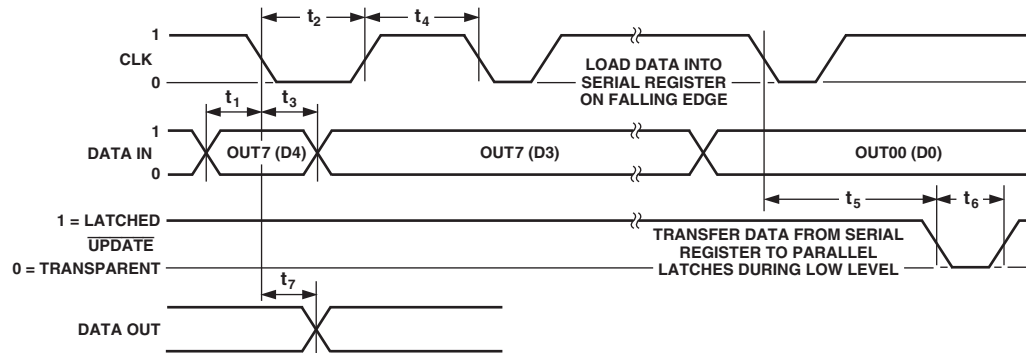 t2 t4
1
CLK
0
LOAD DATA INTO
SERIAL REGISTER
ON FALLING EDGE
t1 t3
1
DATA IN
0
OUT7 (D4) OUT7 (D3) OUT00 (D0)
t5 t6
1 = LATCHED
UPDATE
0 = TRANSPARENT
TRANSFER DATA FROM SERIAL
REGISTER TO PARALLEL
LATCHES DURING LOW LEVEL
t7
DATA OUT